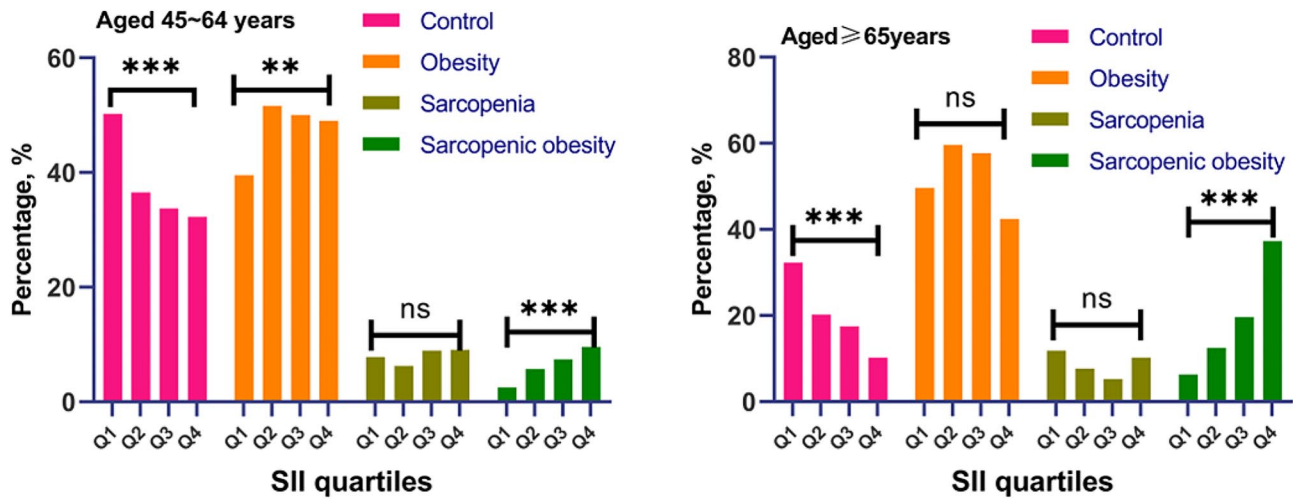 Aged 45~64 years
Control
Obesity
Sarcopenia
Sarcopenic obesity
60
40
20
0
Percentage, %
***
**
ns
***
Q1 Q2 Q3 Q4 Q1 Q2 Q3 Q4 Q1 Q2 Q3 Q4 Q1 Q2 Q3 Q4
SII quartiles
Aged≥65years
Control
Obesity
Sarcopenia
Sarcopenic obesity
80
60
40
20
0
Percentage, %
***
ns
ns
***
Q1 Q2 Q3 Q4 Q1 Q2 Q3 Q4 Q1 Q2 Q3 Q4 Q1 Q2 Q3 Q4
SII quartiles